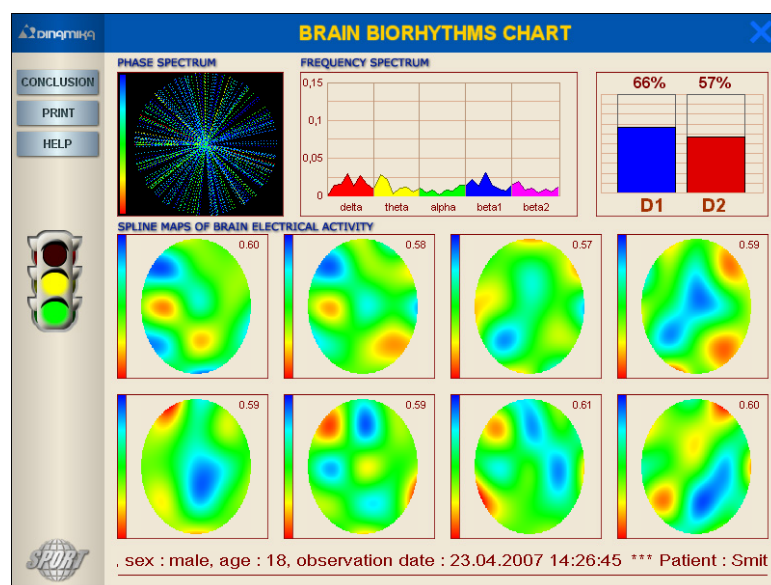 DINAMIKA
BRAIN BIORHYTHMS CHART
CONCLUSION
PRINT
HELP
PHASE SPECTRUM
FREQUENCY SPECTRUM
0,15
0,1
0,05
0
delta theta alpha beta1 beta2
66% 57%
D1 D2
SPLINE MAPS OF BRAIN ELECTRICAL ACTIVITY
0.60 0.58 0.57 0.59
0.59 0.59 0.61 0.60
SPORT
, sex : male, age : 18, observation date : 23.04.2007 14:26:45 *** Patient : Smit